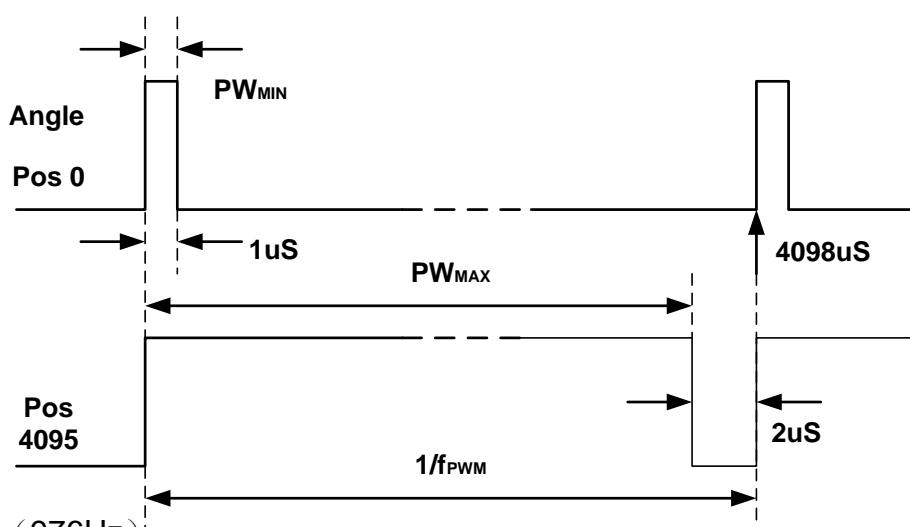 PWMIN
Angle
Pos 0
1uS
4098uS
PWMAX
Pos
4095
2uS
1/fPWM